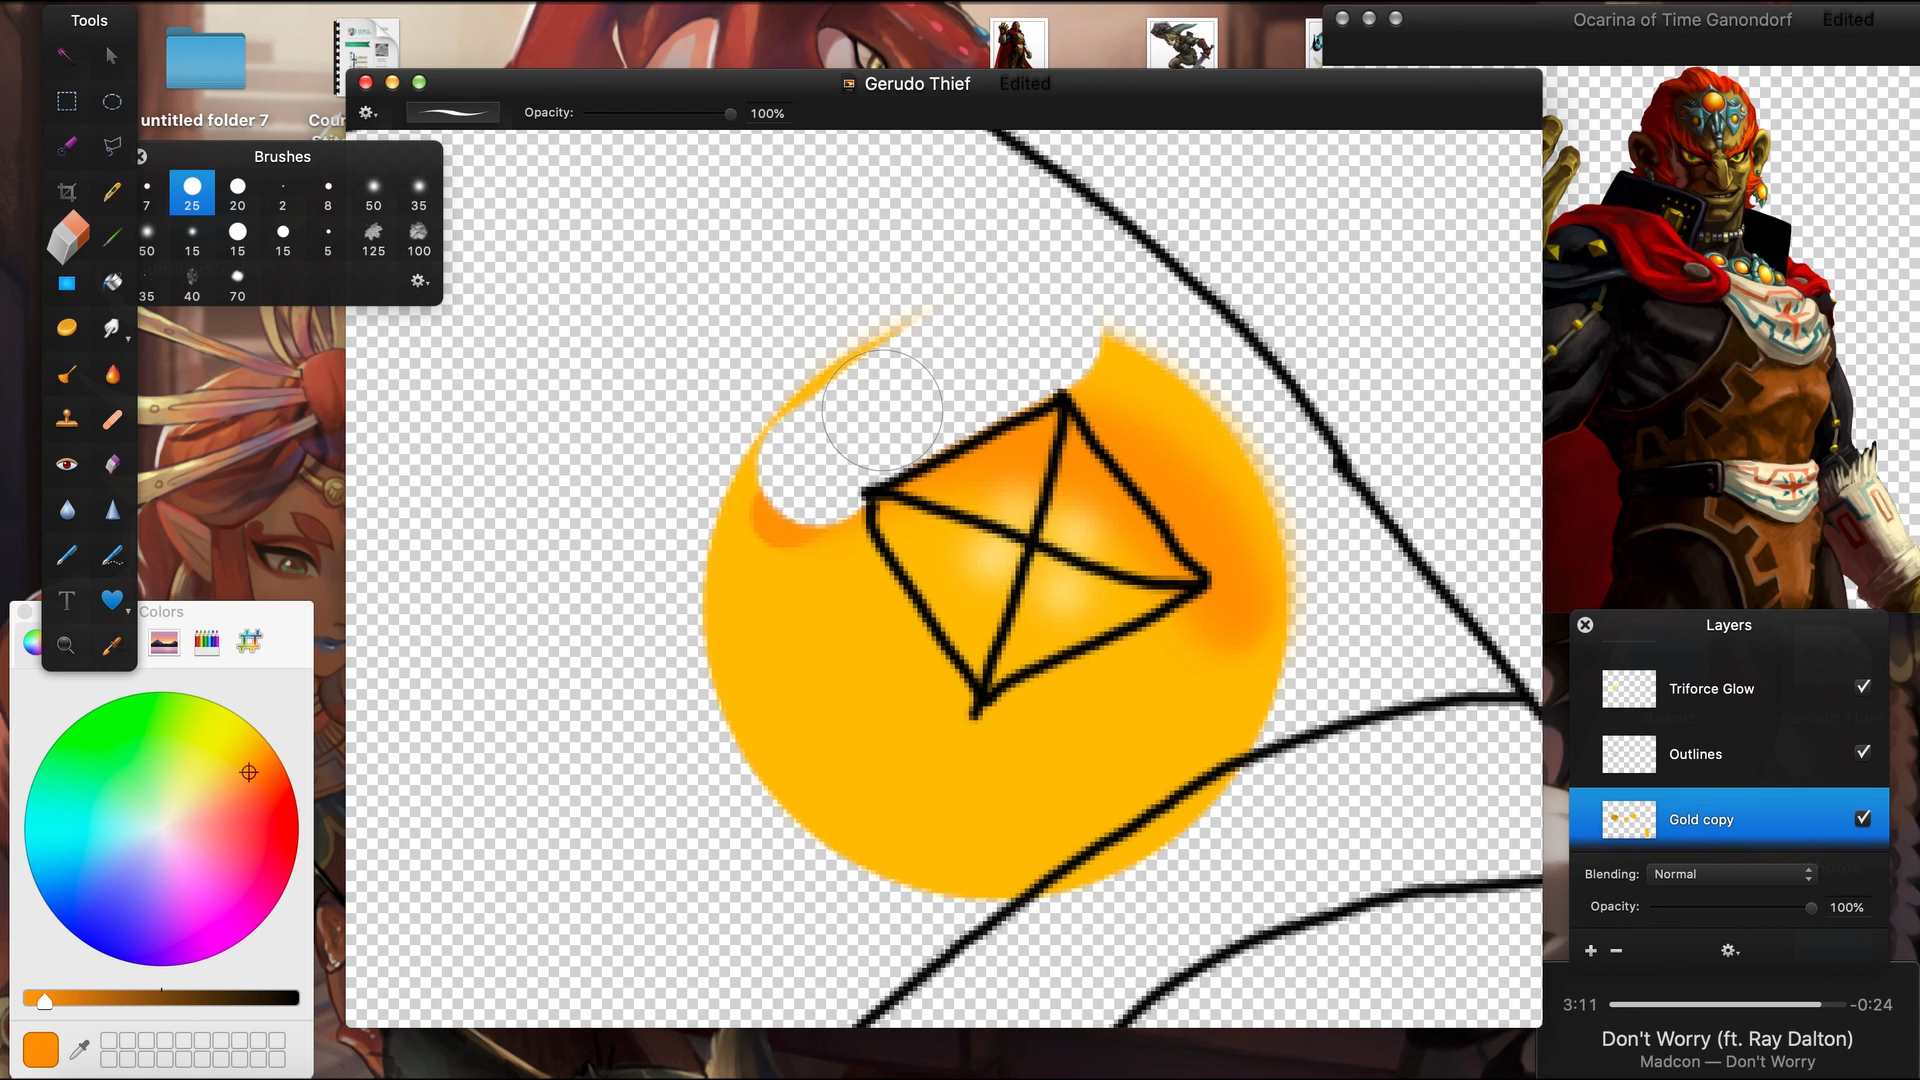 Tools
untitled folder 7
Gerudo Thief Edited
Opacity: 100%
Brushes
7 25 20 2 8 50 35
50 15 15 15 5 125 100
35 40 70
T
Colors
Ocarina of Time Ganondorf Edited
Layers
Triforce Glow
Outlines
Gold copy
Blending: Normal
Opacity: 100%
3:11 -0:24
Don't Worry (ft. Ray Dalton)
Madcon — Don't Worry